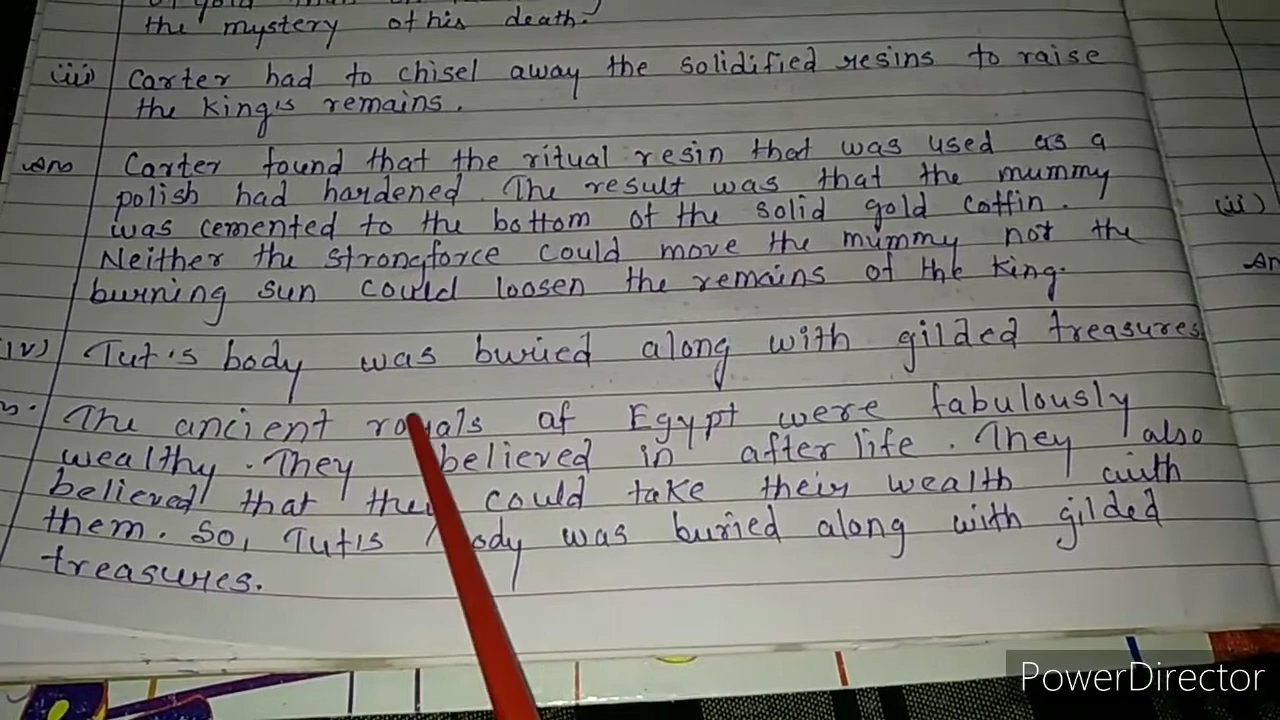 the mystery of his death.
(iii) Carter had to chisel away the solidified resins to raise
the king's remains.
Ans Carter found that the ritual resin that was used as a
polish had hardened. The result was that the mummy
was cemented to the bottom of the solid gold coffin.
Neither the strongforce could move the mummy not the
burning sun could loosen the remains of the King.
(iv) Tut's body was buried along with gilded treasures
The ancient royals of Egypt were fabulously
wealthy. They believed in after life. They also
believed that they could take their wealth with
them. So, Tut's body was buried along with gilded
treasures.
(ii)
An
PowerDirector